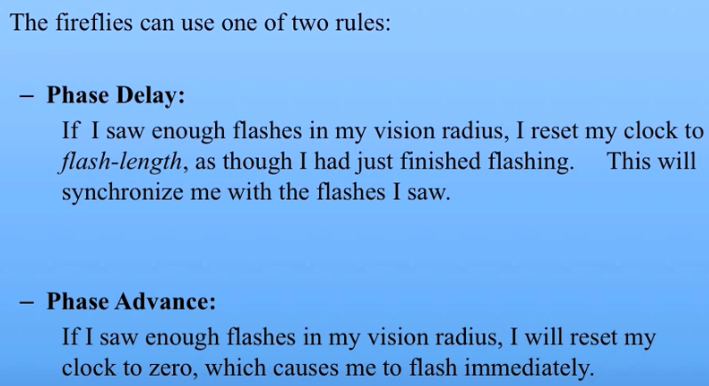 The fireflies can use one of two rules:
– Phase Delay:
If I saw enough flashes in my vision radius, I reset my clock to
flash-length, as though I had just finished flashing. This will
synchronize me with the flashes I saw.
– Phase Advance:
If I saw enough flashes in my vision radius, I will reset my
clock to zero, which causes me to flash immediately.